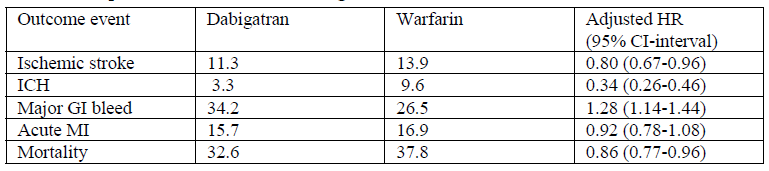 Outcome event Dabigatran Warfarin Adjusted HR
(95% CI-interval)
Ischemic stroke 11.3 13.9 0.80 (0.67-0.96)
ICH 3.3 9.6 0.34 (0.26-0.46)
Major GI bleed 34.2 26.5 1.28 (1.14-1.44)
Acute MI 15.7 16.9 0.92 (0.78-1.08)
Mortality 32.6 37.8 0.86 (0.77-0.96)